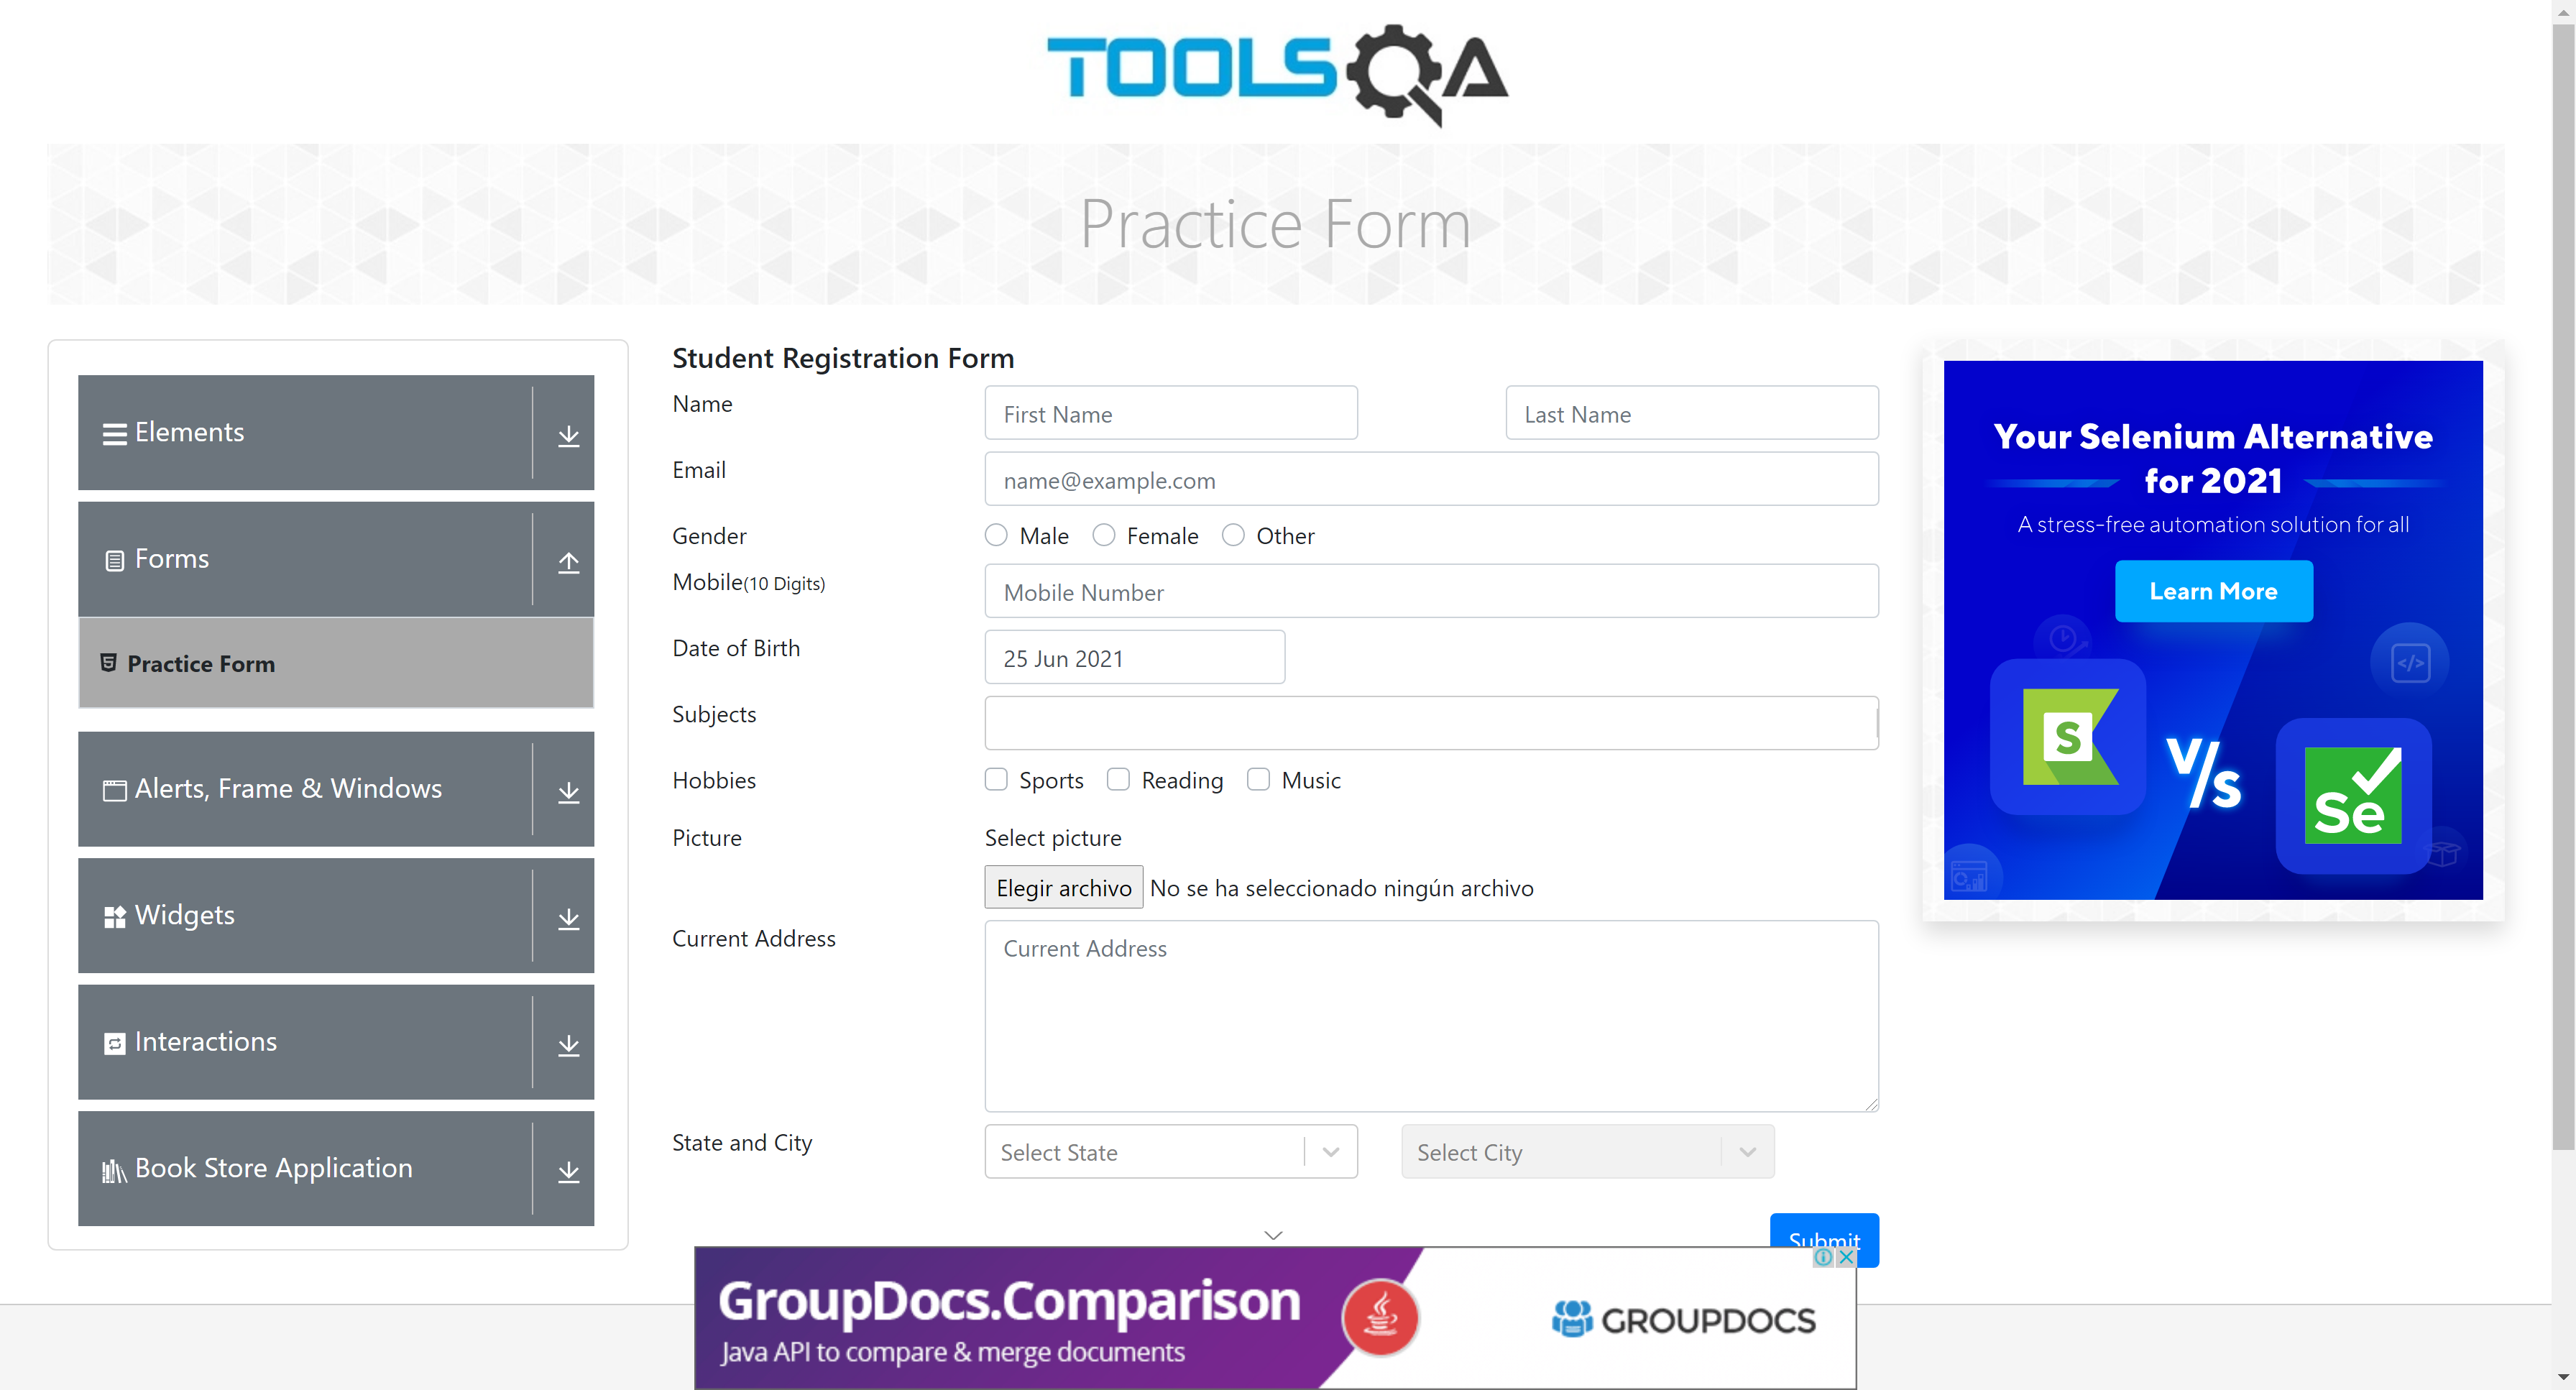 TOOLSQA
Practice Form
Elements
Forms
Practice Form
Alerts, Frame & Windows
Widgets
Interactions
Book Store Application
Student Registration Form
Name
First Name
Last Name
Email
name@example.com
Gender
Male
Female
Other
Mobile(10 Digits)
Mobile Number
Date of Birth
25 Jun 2021
Subjects
Hobbies
Sports
Reading
Music
Picture
Select picture
Elegir archivo
No se ha seleccionado ningún archivo
Current Address
Current Address
State and City
Select State
Select City
Submit
Your Selenium Alternative
for 2021
A stress-free automation solution for all
Learn More
</>
S
V/s
Se
GroupDocs.Comparison
Java API to compare & merge documents
GROUPDOCS